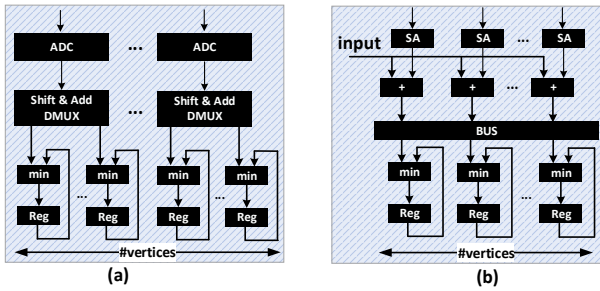 ADC ... ADC
Shift & Add DMUX ... Shift & Add DMUX
min min min min
... ...
Reg Reg Reg Reg
#vertices
(a)
SA SA ... SA
input
+ + ... +
BUS
min min min
...
Reg Reg Reg
#vertices
(b)